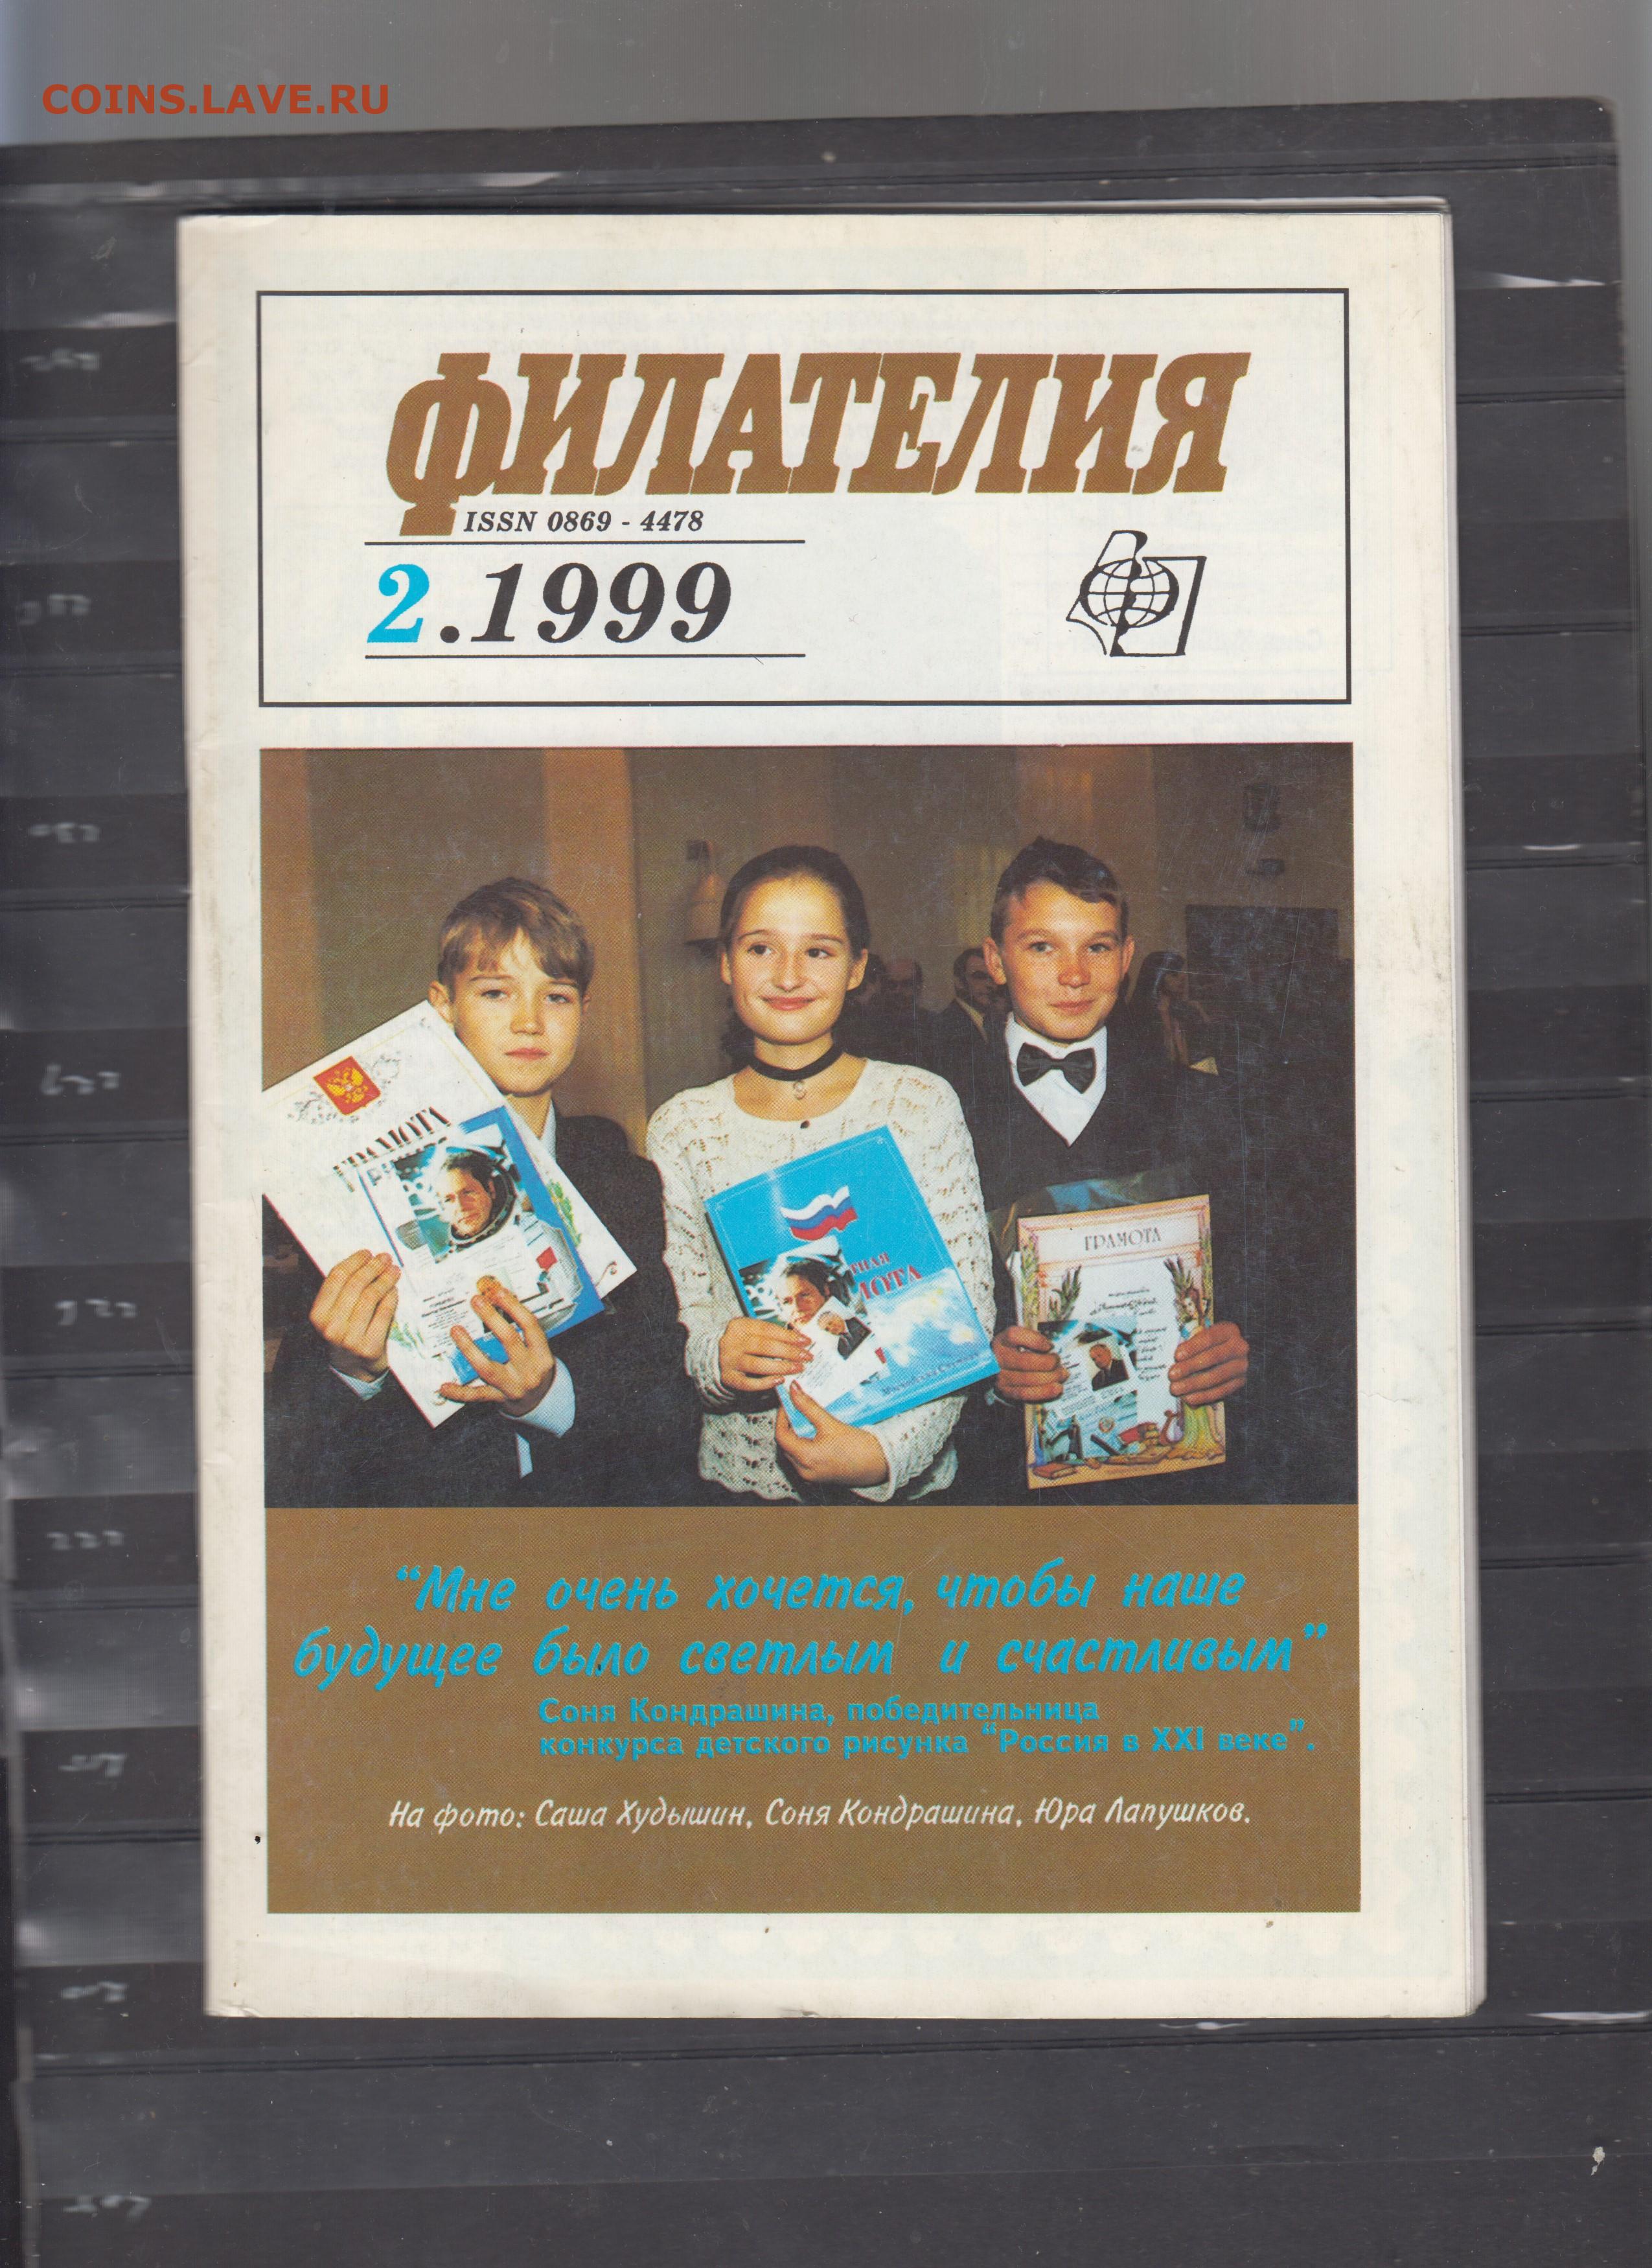 COINS.LAVE.RU
ФИЛАТЕЛИЯ
ISSN 0869 - 4478
2.1999
ГРАМОТА
ГРАМОТА
“Мне очень хочется, чтобы наше
будущее было светлым и счастливым”
Соня Кондрашина, победительница
конкурса детского рисунка “Россия в XXI веке”.
На фото: Саша Худышин, Соня Кондрашина, Юра Лапушков.